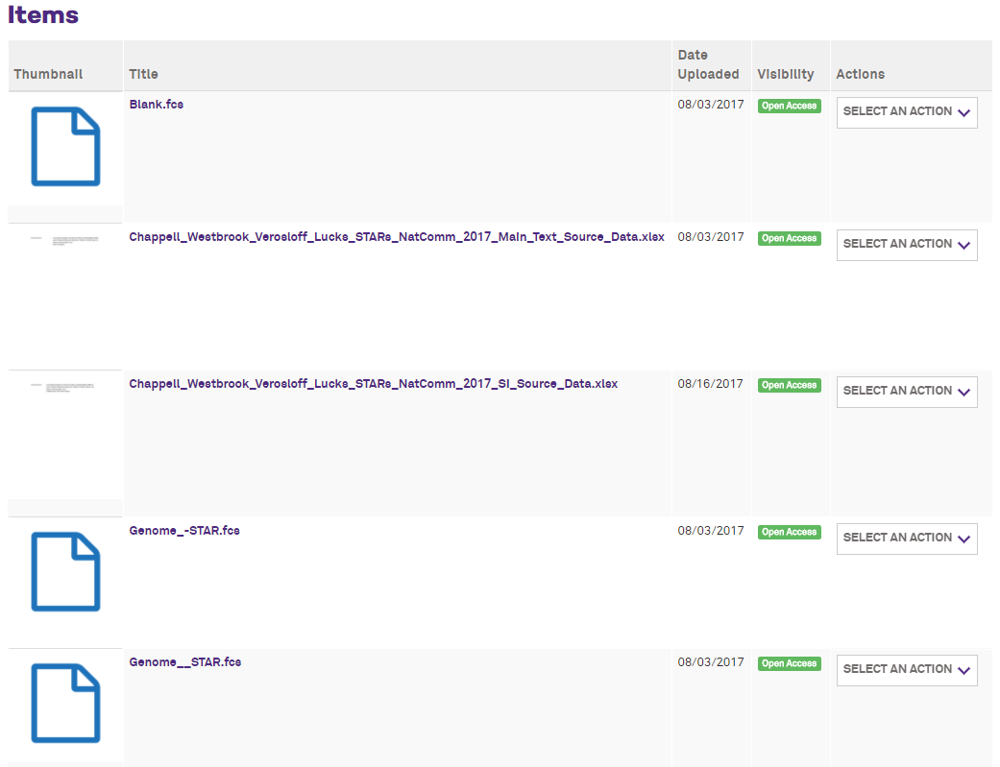 Items
Thumbnail Title Date Uploaded Visibility Actions
Blank.fcs 08/03/2017 Open Access SELECT AN ACTION
Chappell_Westbrook_Verosloff_Lucks_STARs_NatComm_2017_Main_Text_Source_Data.xlsx 08/03/2017 Open Access SELECT AN ACTION
Chappell_Westbrook_Verosloff_Lucks_STARs_NatComm_2017_SI_Source_Data.xlsx 08/16/2017 Open Access SELECT AN ACTION
Genome_-STAR.fcs 08/03/2017 Open Access SELECT AN ACTION
Genome__STAR.fcs 08/03/2017 Open Access SELECT AN ACTION